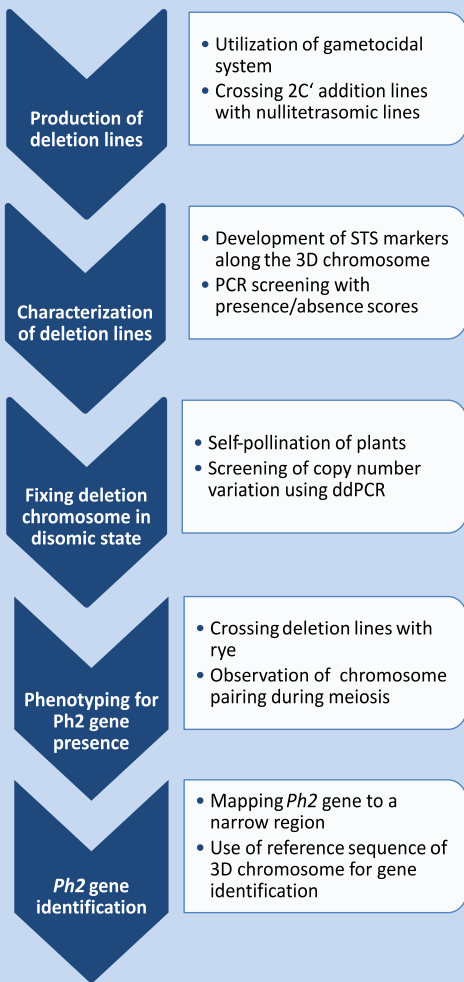 Production of
deletion lines
• Utilization of gametocidal
system
• Crossing 2C‘ addition lines
with nullitetrasomic lines
Characterization
of deletion lines
• Development of STS markers
along the 3D chromosome
• PCR screening with
presence/absence scores
Fixing deletion
chromosome in
disomic state
• Self-pollination of plants
• Screening of copy number
variation using ddPCR
Phenotyping for
Ph2 gene
presence
• Crossing deletion lines with
rye
• Observation of chromosome
pairing during meiosis
Ph2 gene
identification
• Mapping Ph2 gene to a
narrow region
• Use of reference sequence of
3D chromosome for gene
identification